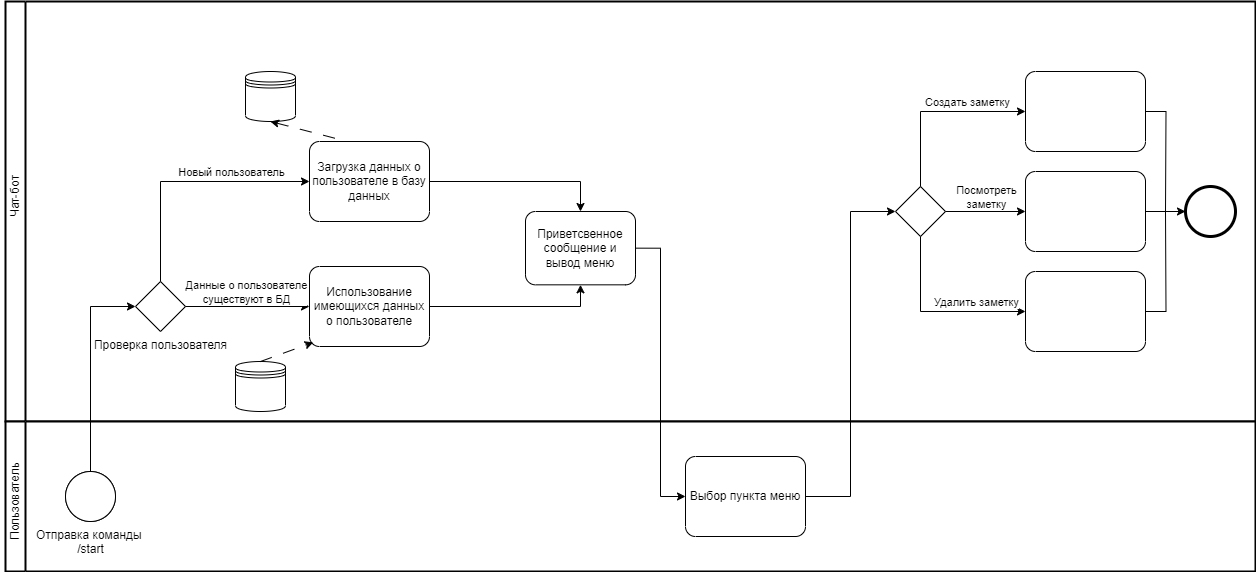 Чат-бот
Новый пользователь
Загрузка данных о
пользователе в базу
данных
Данные о пользователе
существуют в БД
Использование
имеющихся данных
о пользователе
Проверка пользователя
Приветсвенное
сообщение и
вывод меню
Создать заметку
Посмотреть
заметку
Удалить заметку
Пользователь
Отправка команды
/start
Выбор пункта меню